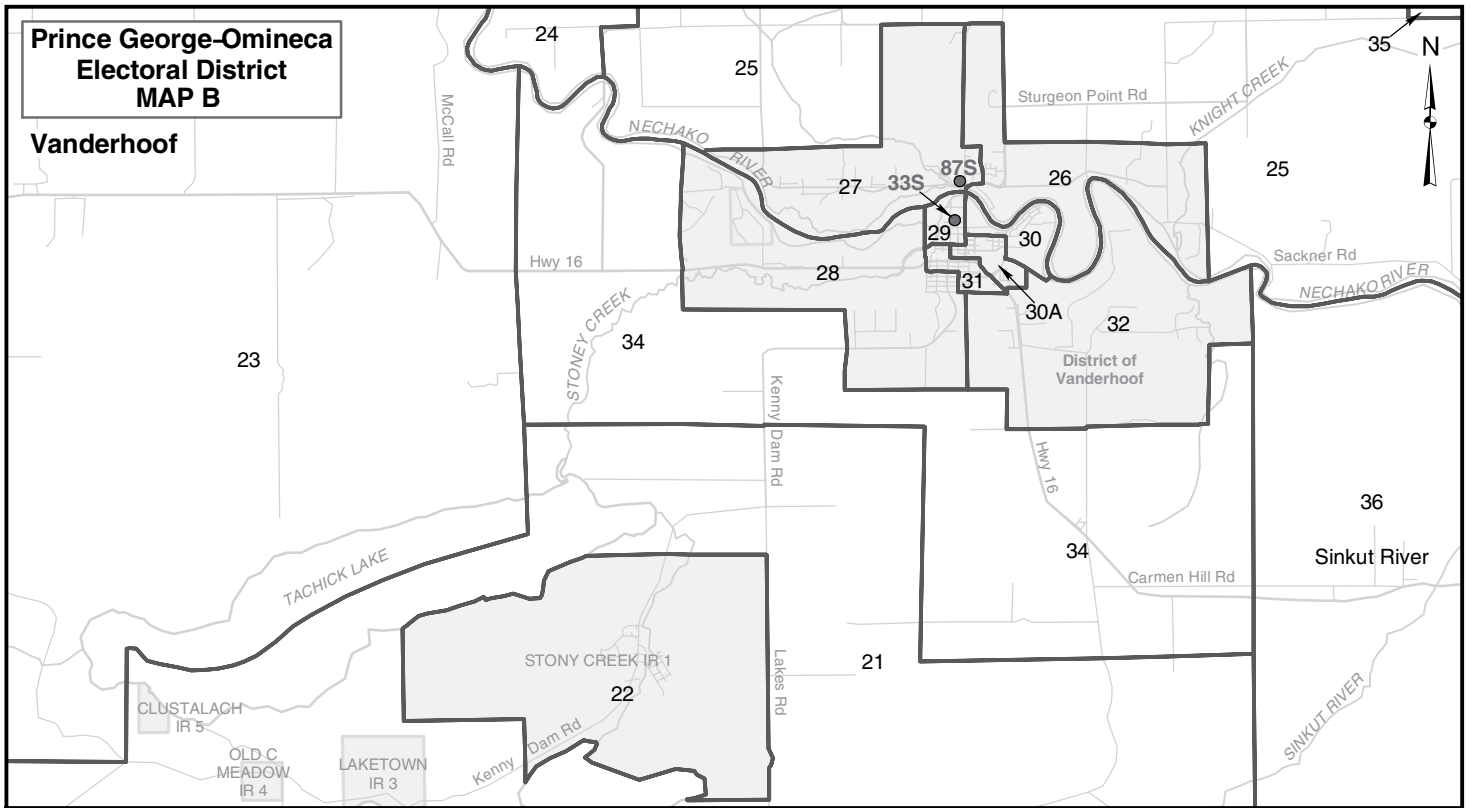 Prince George-Omineca
Electoral District
MAP B
Vanderhoof
24
25
35
N
McCall Rd
Sturgeon Point Rd
KNIGHT CREEK
NECHAKO
RIVER
27
33S
87S
26
25
29
30
Hwy 16
28
31
30A
Sackner Rd
NECHAKO RIVER
32
District of
Vanderhoof
23
STONEY CREEK
34
Kenny Dam Rd
Hwy 16
36
Sinkut River
34
Carmen Hill Rd
TACHICK LAKE
STONY CREEK IR 1
22
Lakes Rd
21
CLUSTALACH
IR 5
OLD C
MEADOW
IR 4
LAKETOWN
IR 3
Kenny Dam Rd
SINKUT RIVER